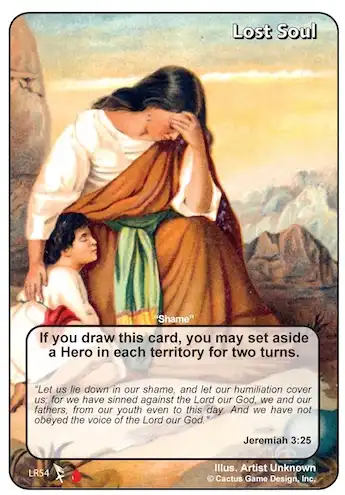 Lost Soul
"Shame"
If you draw this card, you may set aside
a Hero in each territory for two turns.
"Let us lie down in our shame, and let our humiliation cover
us; for we have sinned against the Lord our God, we and our
fathers, from our youth even to this day. And we have not
obeyed the voice of the Lord our God."
Jeremiah 3:25
LR54
Illus. Artist Unknown
© Cactus Game Design, Inc.